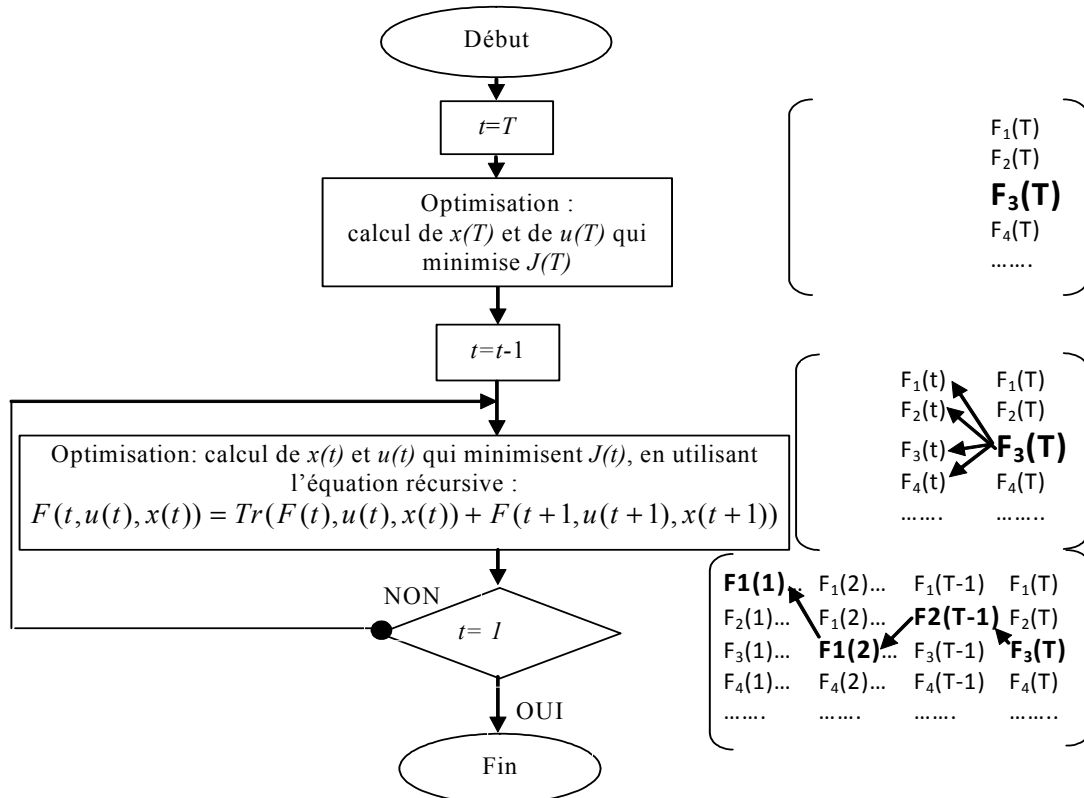 Début
t=T
Optimisation :
calcul de x(T) et de u(T) qui
minimise J(T)
t=t-1
Optimisation: calcul de x(t) et u(t) qui minimisent J(t), en utilisant
l’équation récursive :
F(t,u(t),x(t)) = Tr(F(t),u(t),x(t)) + F(t+1,u(t+1),x(t+1))
NON
t= 1
OUI
Fin
F₁(T)
F₂(T)
F₃(T)
F₄(T)
…….
F₁(t) F₁(T)
F₂(t) F₂(T)
F₃(t) F₃(T)
F₄(t) F₄(T)
……. ……..
F1(1)… F₁(2)… F₁(T-1) F₁(T)
F₂(1)… F₁(2)… F2(T-1) F₂(T)
F₃(1)… F1(2)… F₃(T-1) F₃(T)
F₄(1)… F₄(2)… F₄(T-1) F₄(T)
……. ……. ……. ……..